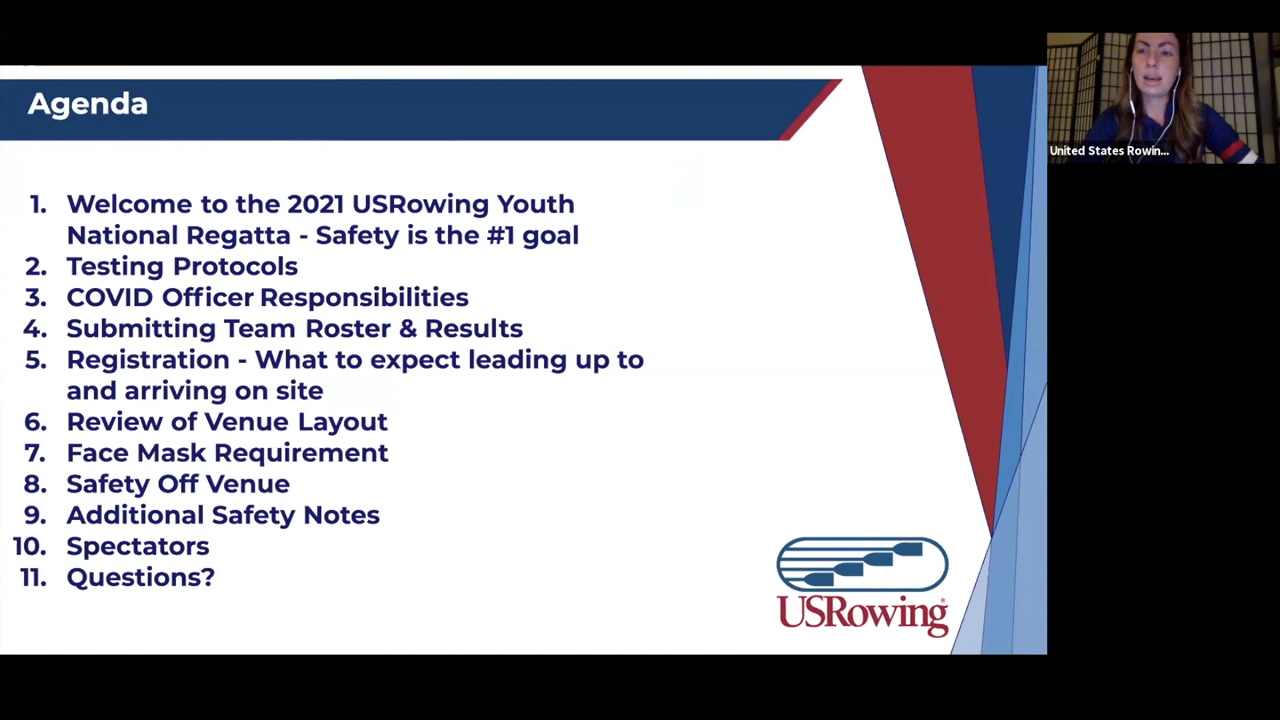 Agenda
1. Welcome to the 2021 USRowing Youth
National Regatta - Safety is the #1 goal
2. Testing Protocols
3. COVID Officer Responsibilities
4. Submitting Team Roster & Results
5. Registration - What to expect leading up to
and arriving on site
6. Review of Venue Layout
7. Face Mask Requirement
8. Safety Off Venue
9. Additional Safety Notes
10. Spectators
11. Questions?
USRowing
United States Rowin...